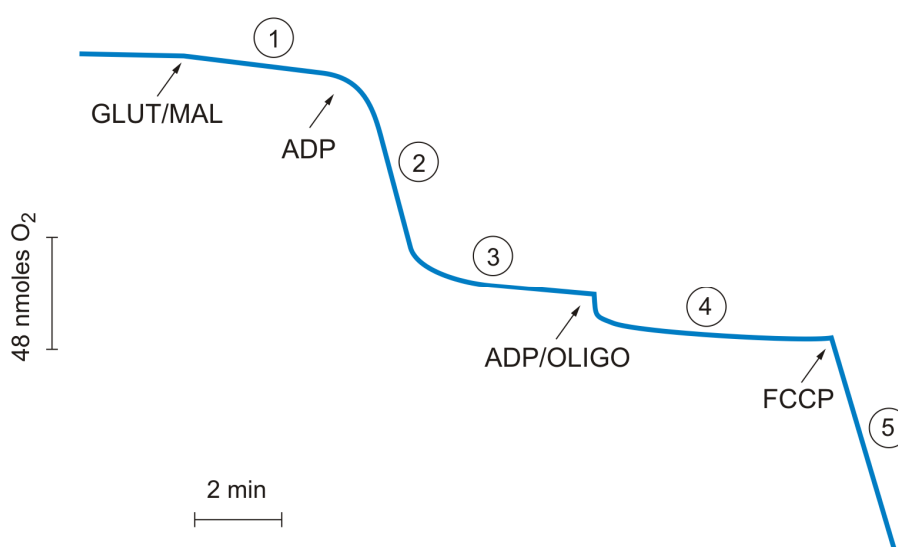 1
GLUT/MAL
ADP
2
48 nmoles O₂
3
ADP/OLIGO
4
FCCP
5
2 min